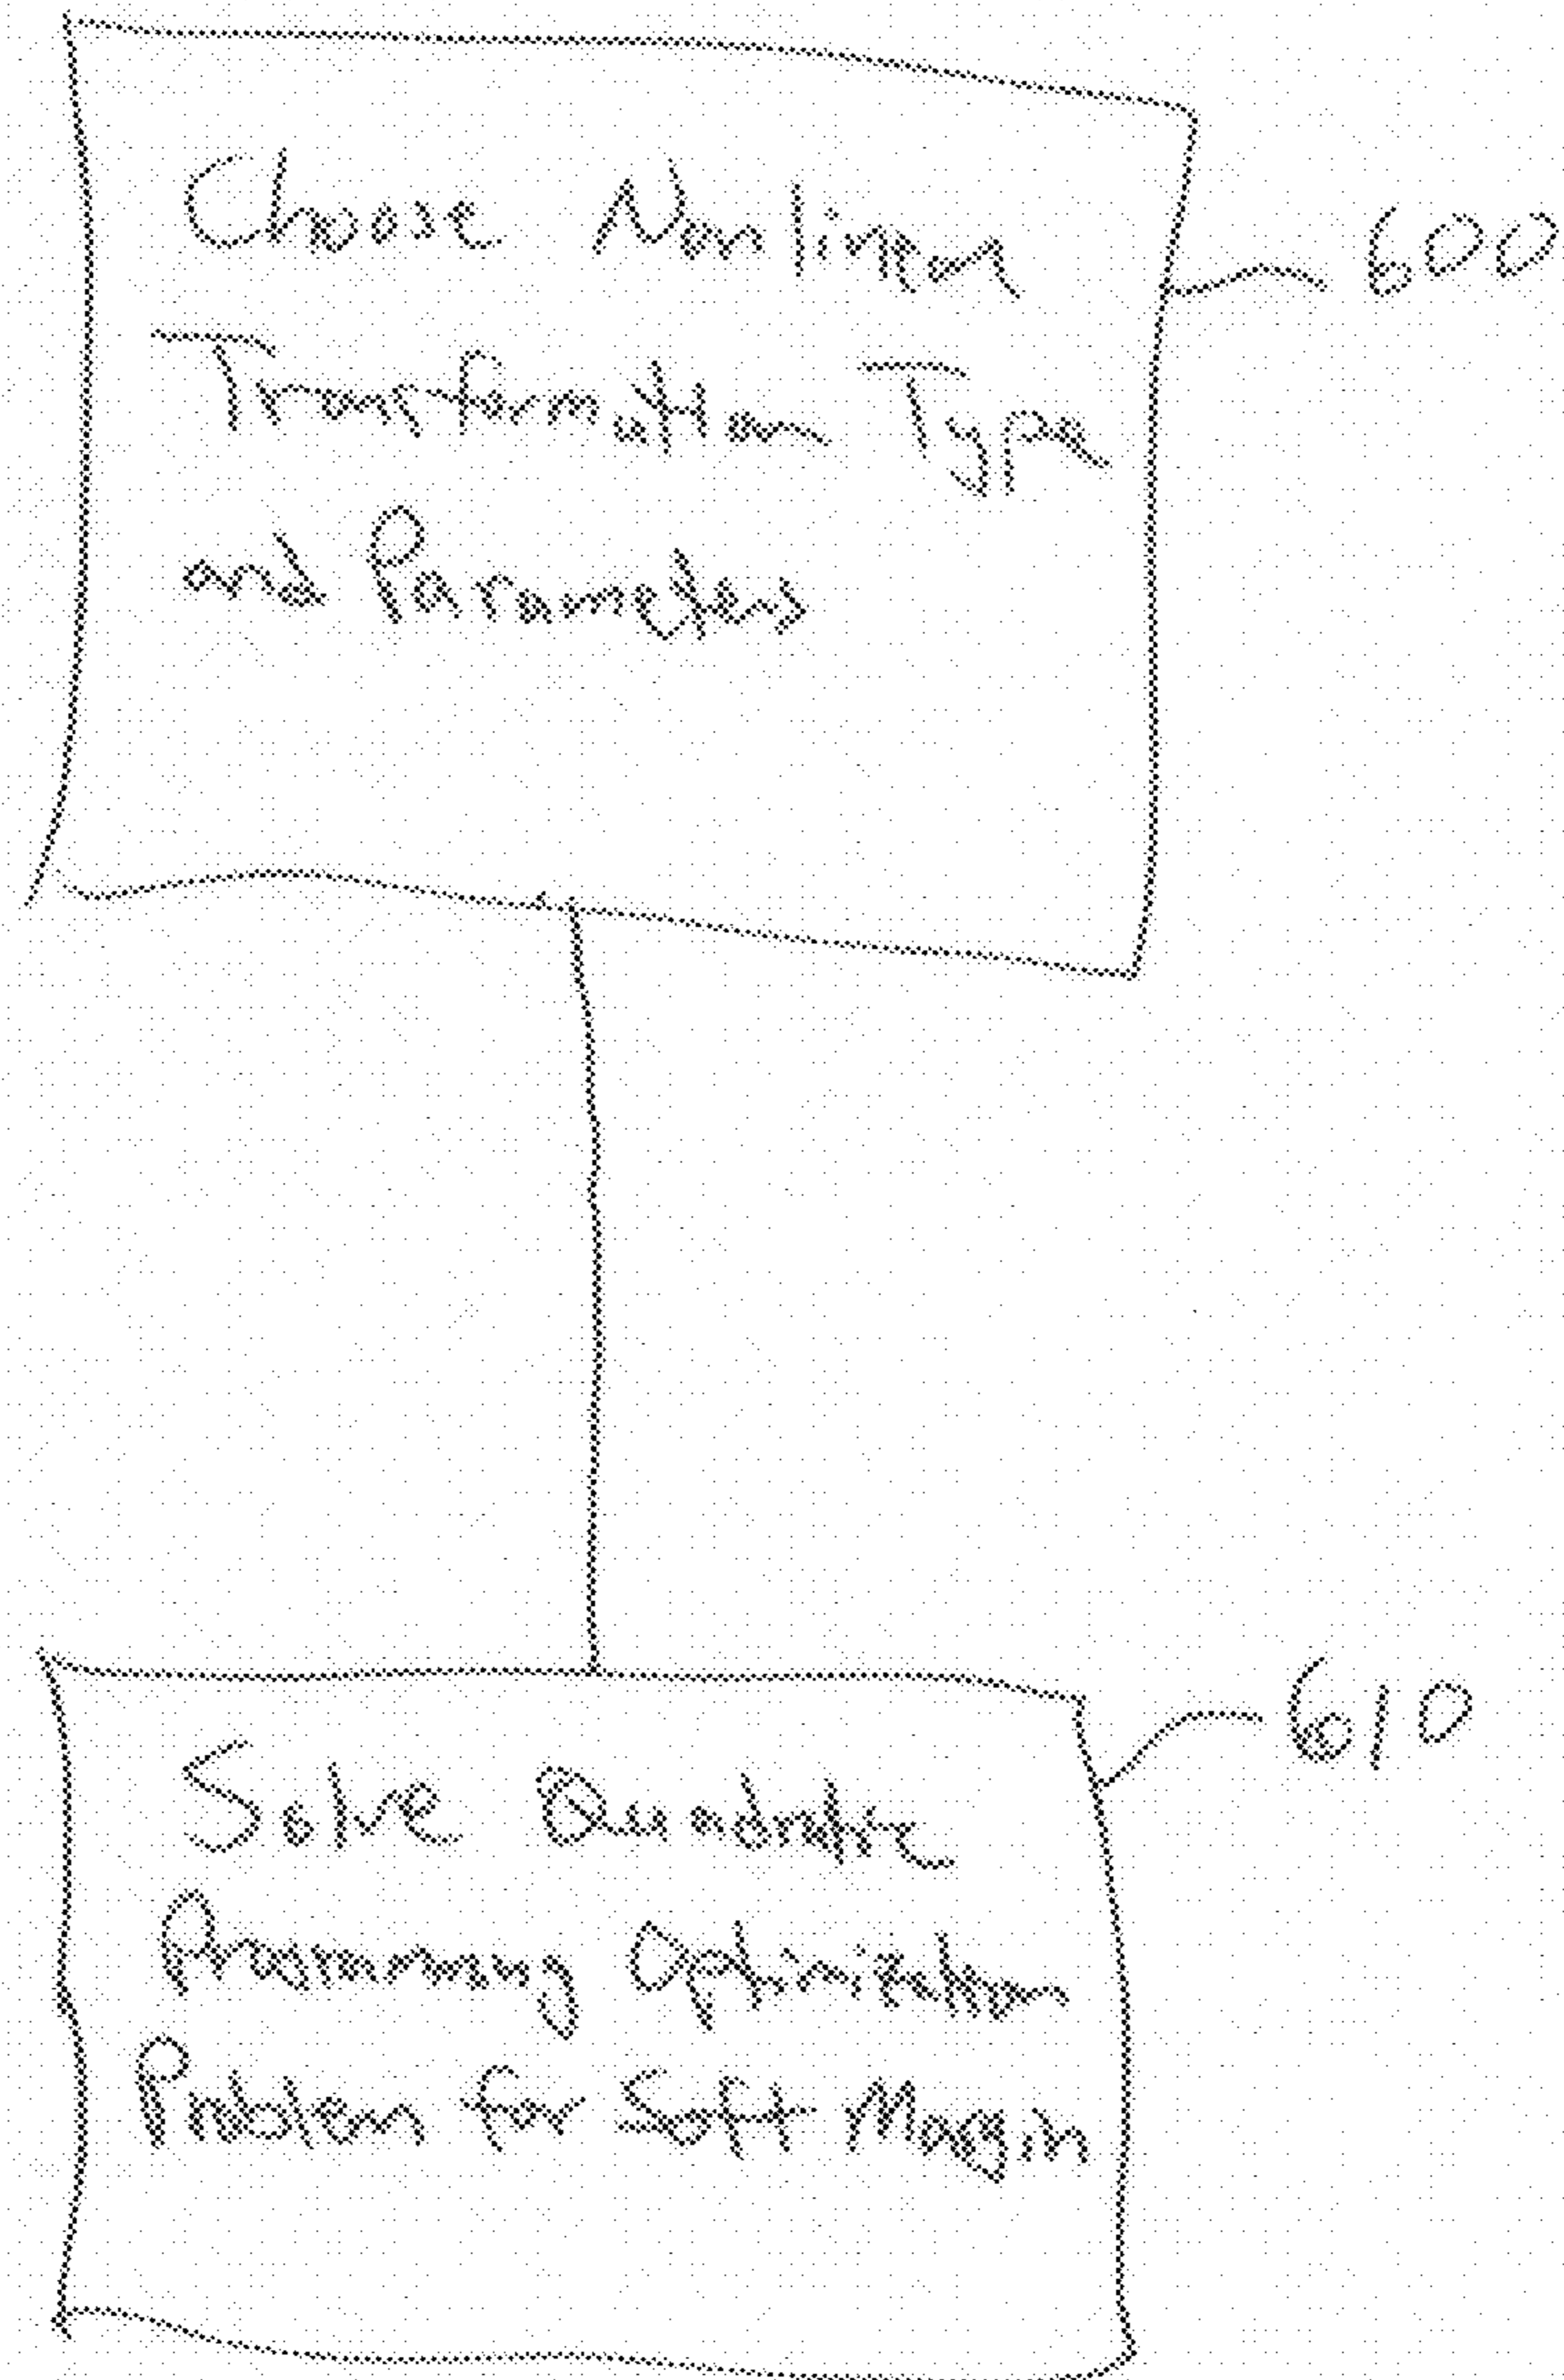 Choose Nonlinear
600
Transformation Type
and Parameters
610
Solve Quadratic
Programming Optimization
Problem for Soft Margin